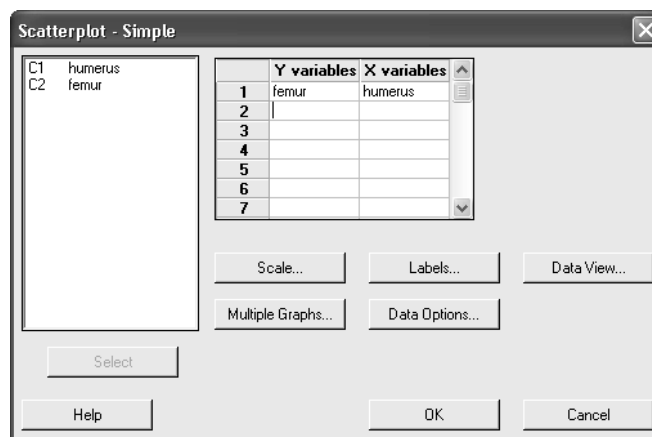 Scatterplot - Simple
C1 humerus
C2 femur
Y variables X variables
1 femur humerus
2
3
4
5
6
7
Scale... Labels... Data View...
Multiple Graphs... Data Options...
Select
Help OK Cancel